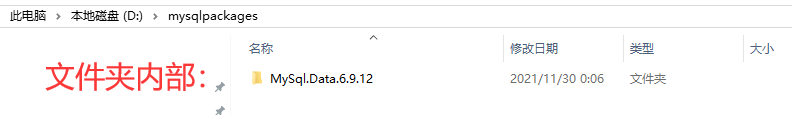 此电脑 > 本地磁盘 (D:) > mysqlpackages
名称 修改日期 类型 大小
文件夹内部：
MySql.Data.6.9.12 2021/11/30 0:06 文件夹